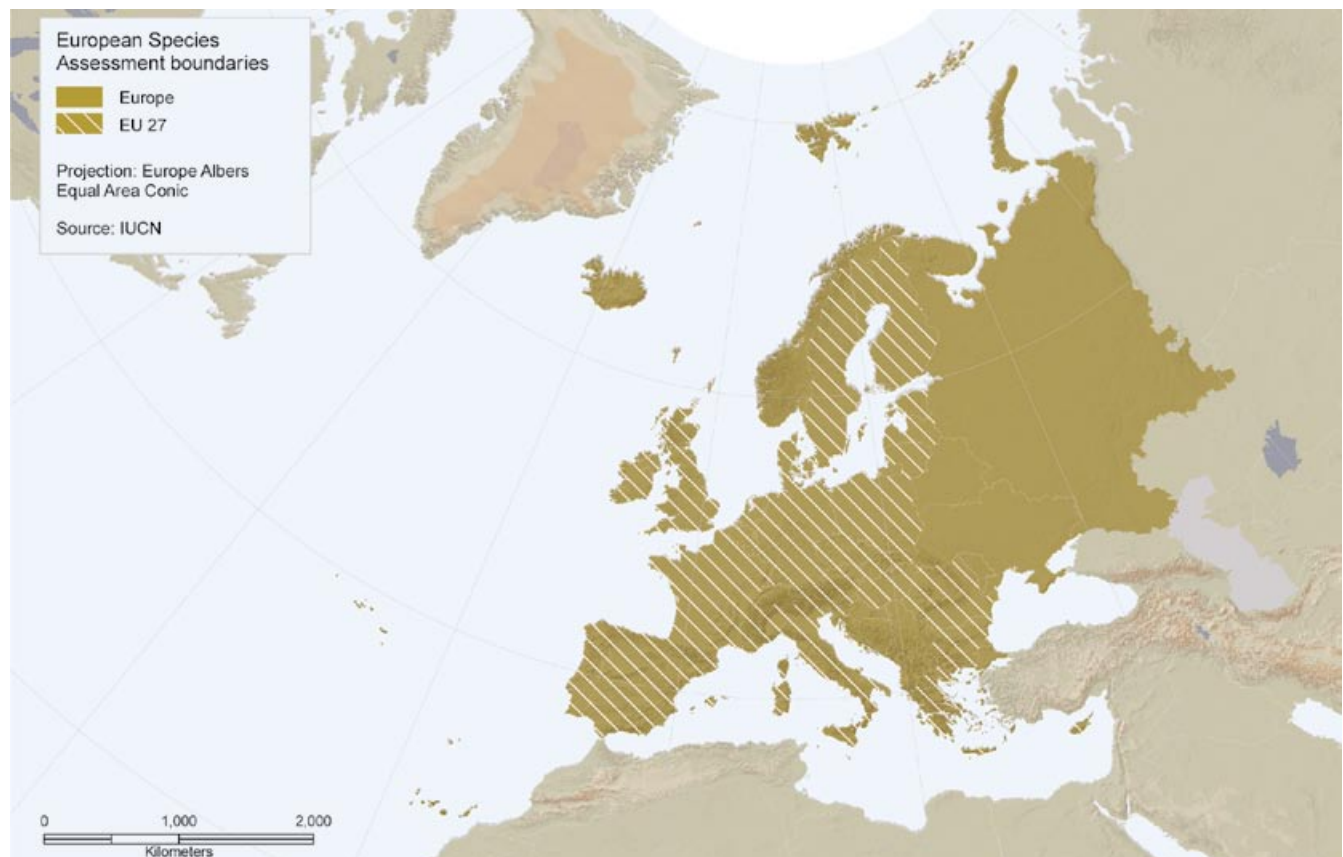 European Species
Assessment boundaries
Europe
EU 27
Projection: Europe Albers
Equal Area Conic
Source: IUCN
0 1,000 2,000
Kilometers